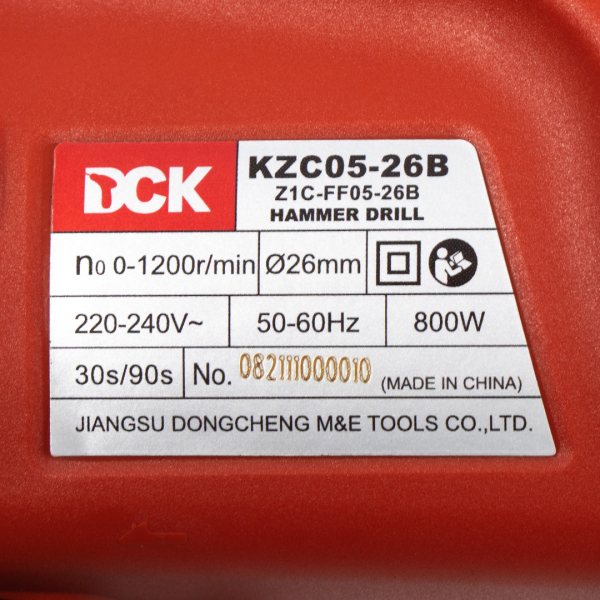 DCK
KZC05-26B
Z1C-FF05-26B
HAMMER DRILL
n0 0-1200r/min Ø26mm
220-240V~ 50-60Hz 800W
30s/90s No. 082111000010 (MADE IN CHINA)
JIANGSU DONGCHENG M&E TOOLS CO.,LTD.